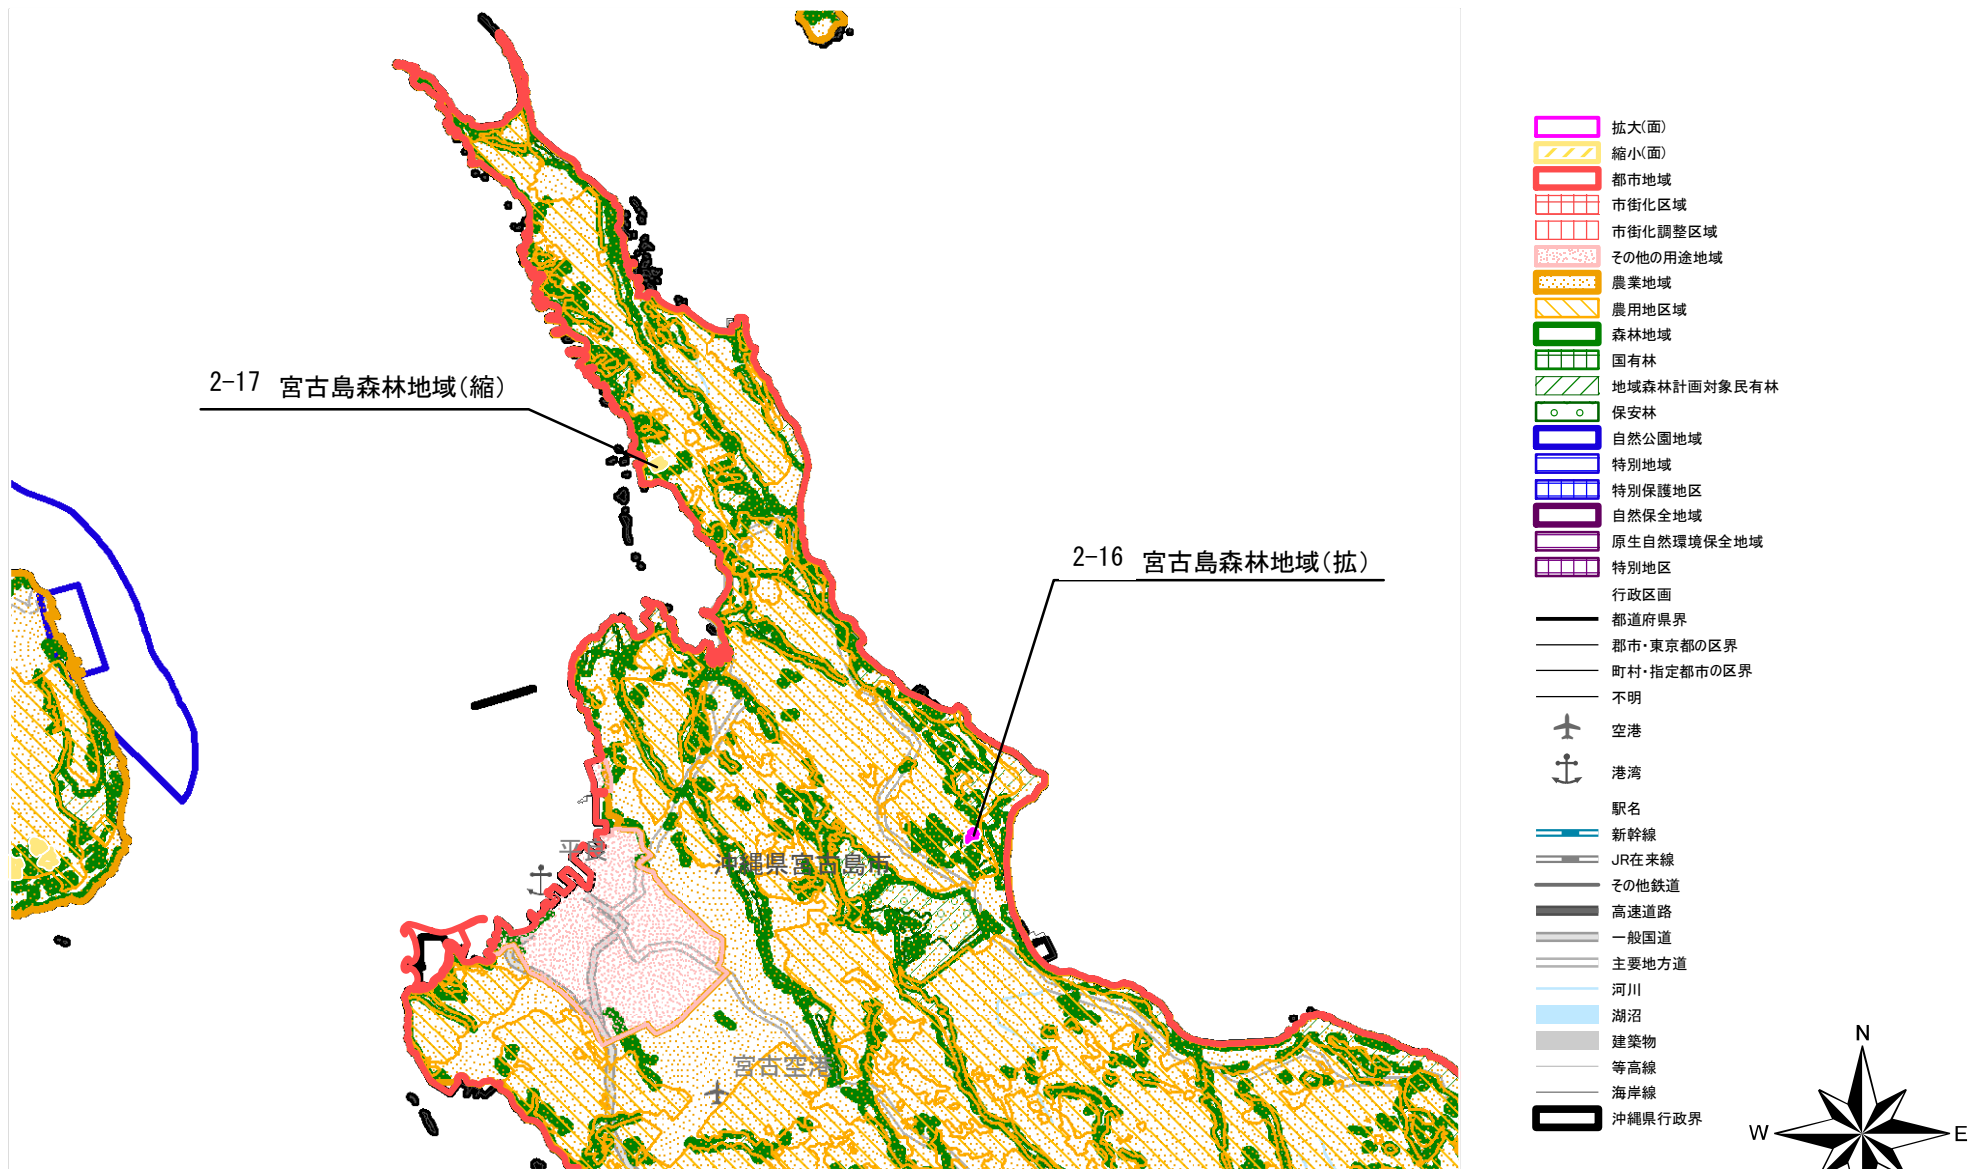 2-17 宮古島森林地域(縮)
2-16 宮古島森林地域(拡)
平良
沖縄県宮古島市
宮古空港
拡大(面)
縮小(面)
都市地域
市街化区域
市街化調整区域
その他の用途地域
農業地域
農用地区域
森林地域
国有林
地域森林計画対象民有林
保安林
自然公園地域
特別地域
特別保護地区
自然保全地域
原生自然環境保全地域
特別地区
行政区画
都道府県界
郡市・東京都の区界
町村・指定都市の区界
不明
空港
港湾
駅名
新幹線
JR在来線
その他鉄道
高速道路
一般国道
主要地方道
河川
湖沼
建築物
等高線
海岸線
沖縄県行政界
N
W
E